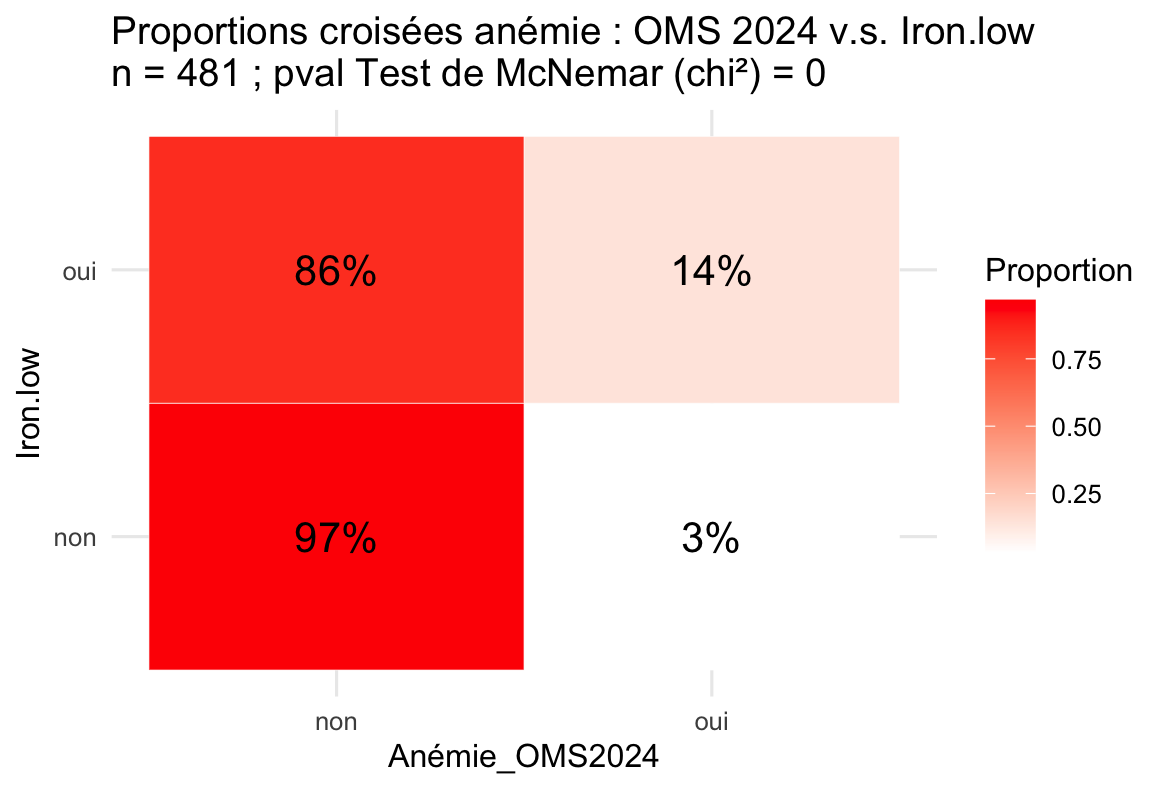 Proportions croisées anémie : OMS 2024 v.s. Iron.low
n = 481 ; pval Test de McNemar (chi²) = 0
oui
86%
14%
Iron.low
non
97%
3%
non
oui
Anémie_OMS2024
Proportion
0.75
0.50
0.25